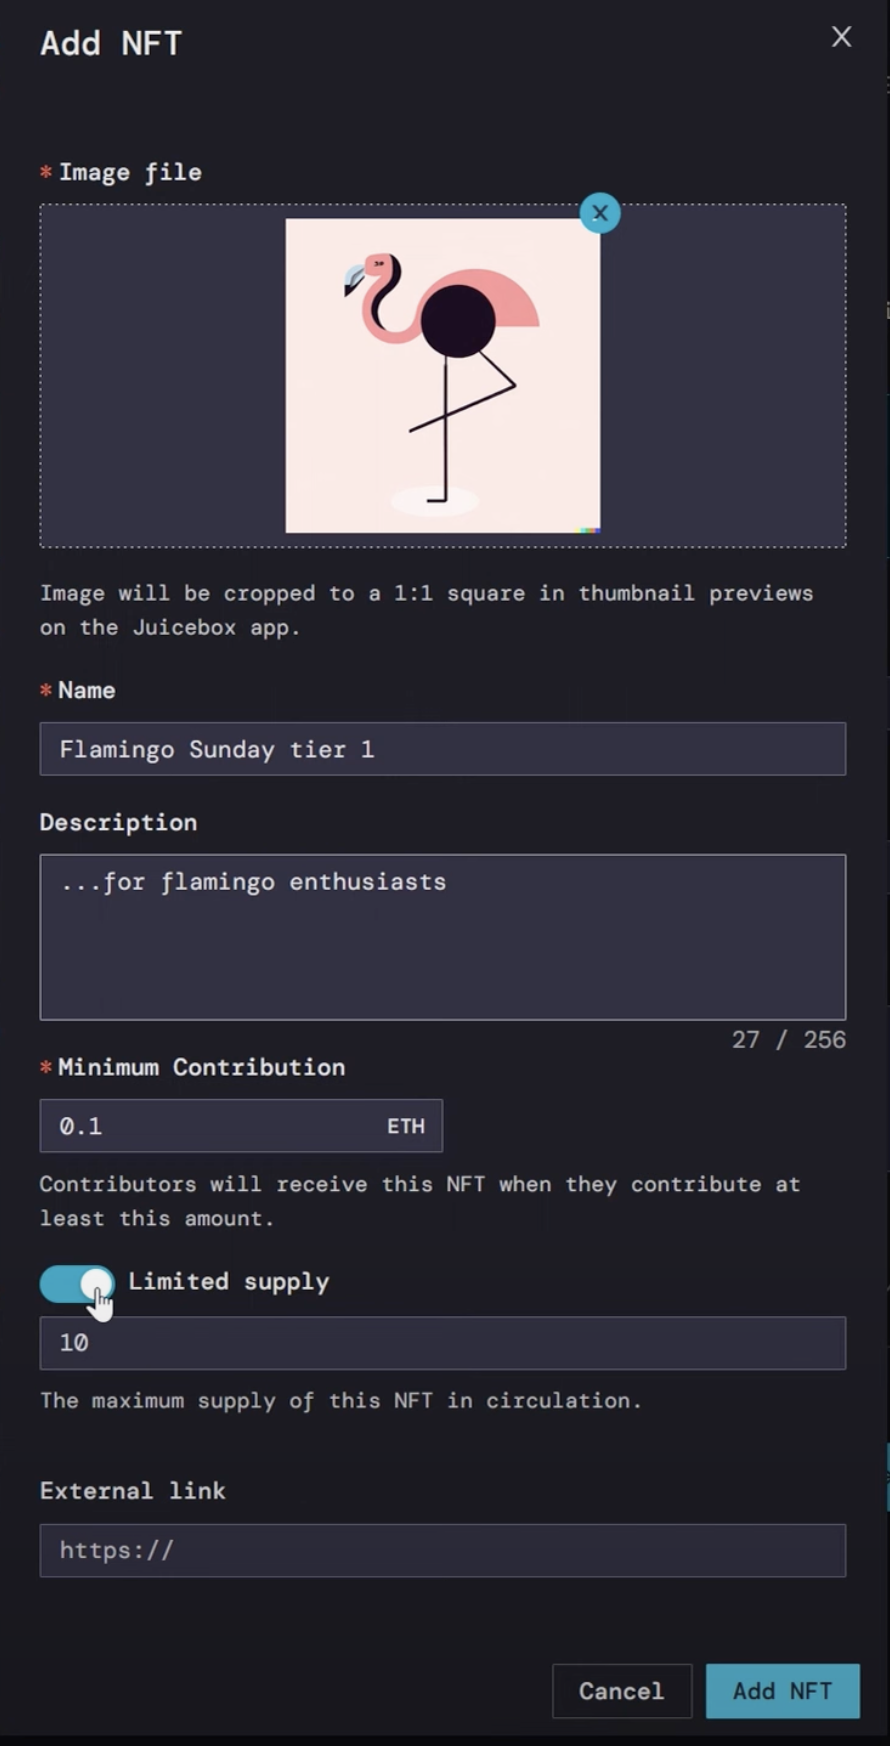 Add NFT
X
* Image file
X
Image will be cropped to a 1:1 square in thumbnail previews
on the Juicebox app.
* Name
Flamingo Sunday tier 1
Description
...for flamingo enthusiasts
27 / 256
* Minimum Contribution
0.1 ETH
Contributors will receive this NFT when they contribute at
least this amount.
Limited supply
10
The maximum supply of this NFT in circulation.
External link
https://
Cancel
Add NFT